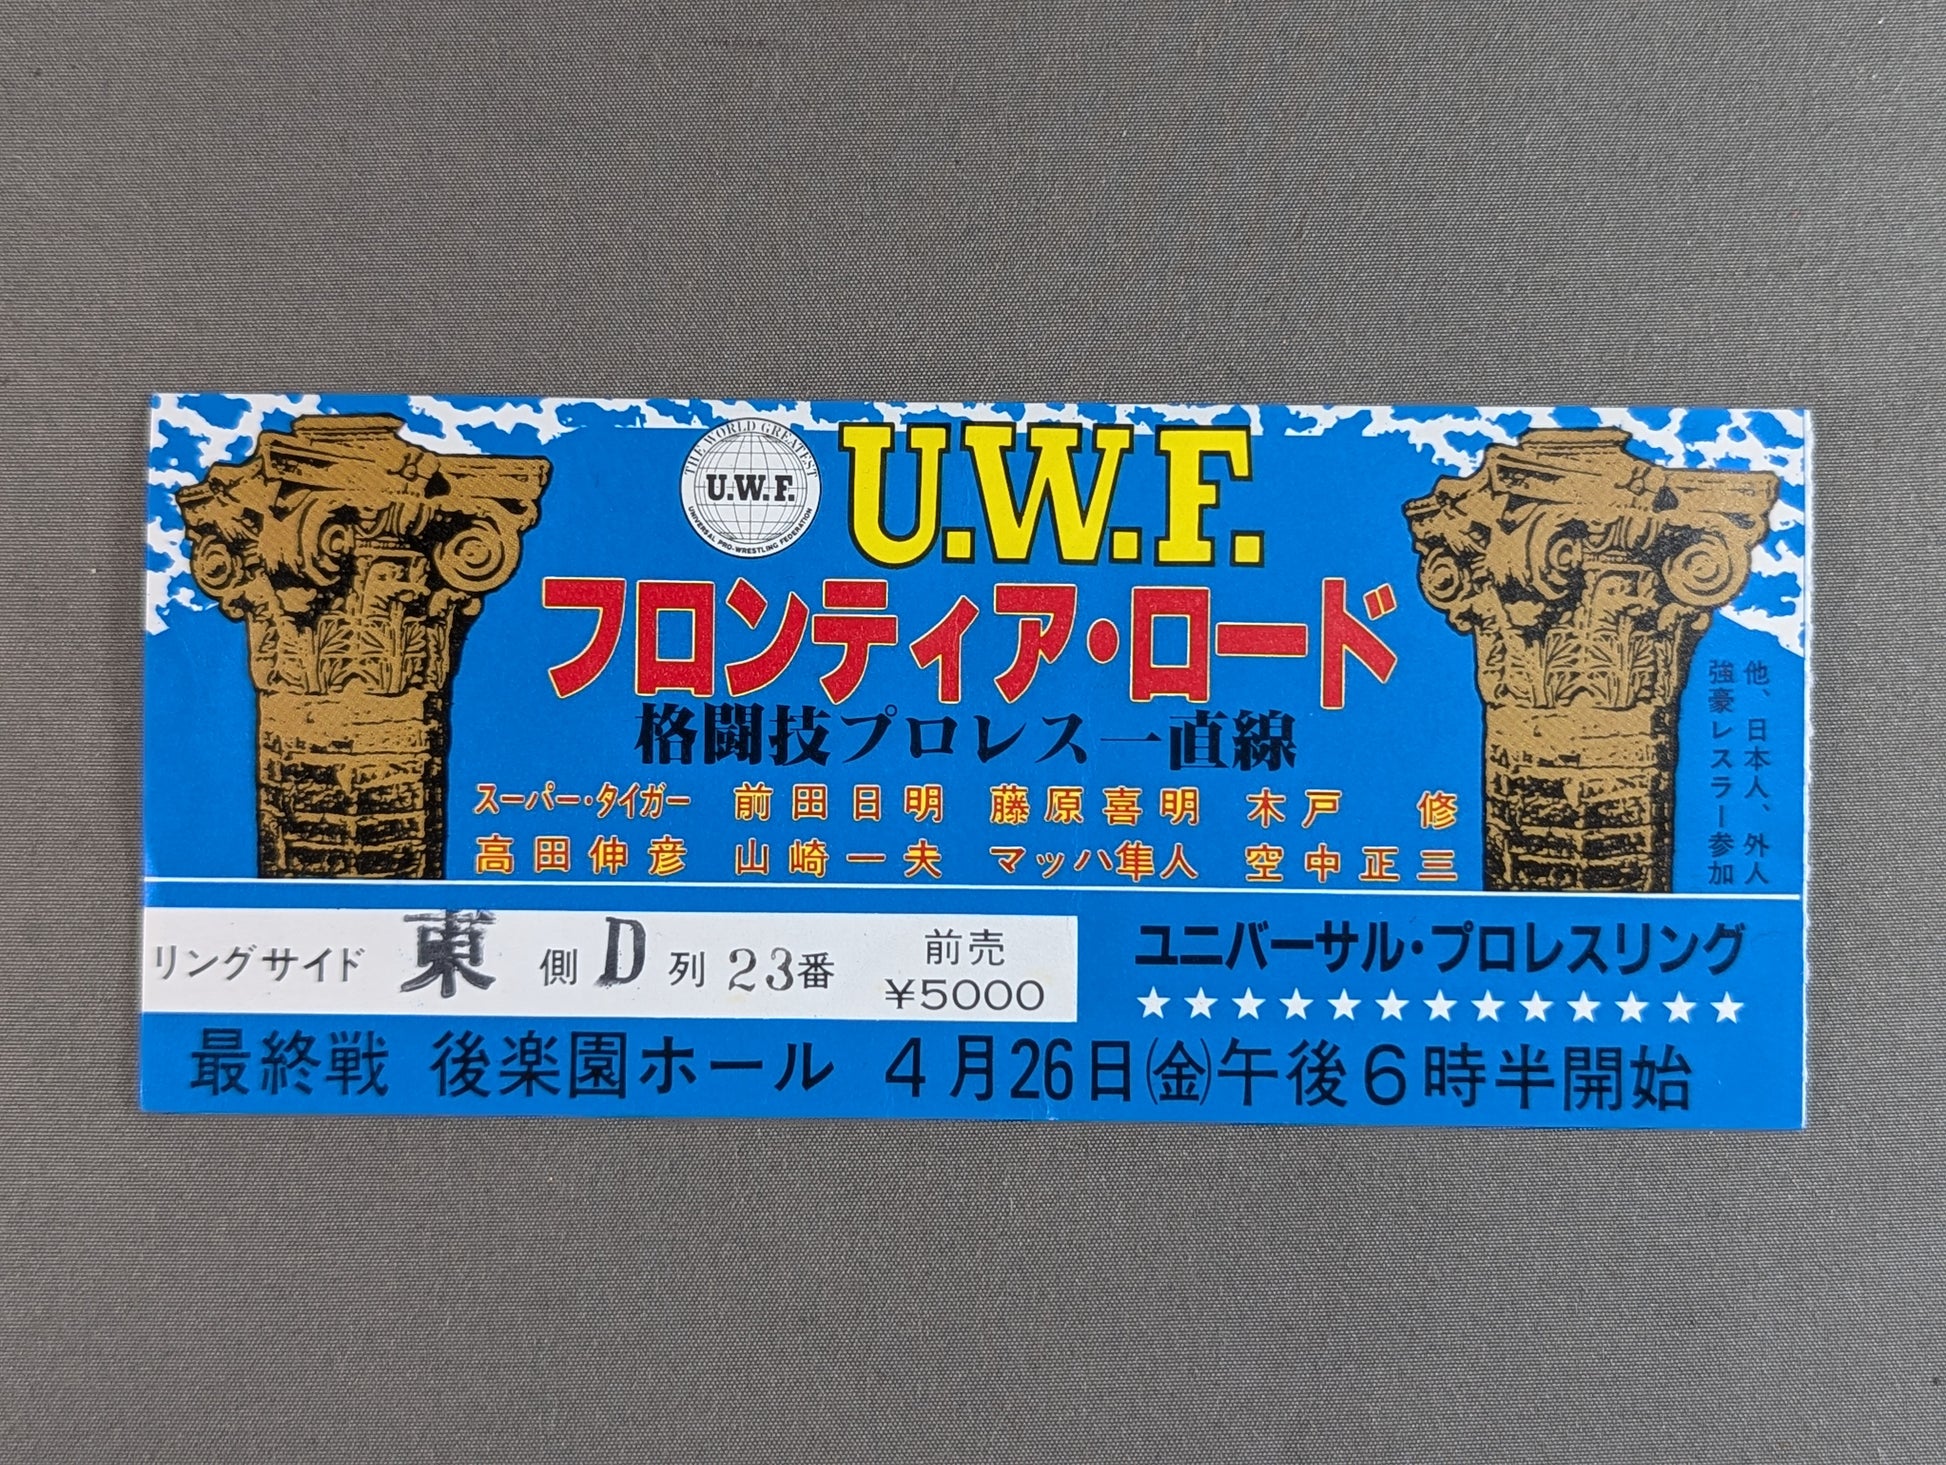 THE WORLD GREATEST
U.W.F.
UNIVERSAL PRO-WRESTLING FEDERATION
U.W.F.
フロンティア・ロード
格闘技プロレス一直線
スーパー・タイガー 前田日明 藤原喜明 木戸 修
高田伸彦 山崎一夫 マッハ隼人 空中正三
他、日本人、外人
強豪レスラー参加
リングサイド 東 側 D 列 23番
前売
¥5000
ユニバーサル・プロレスリング
★★★★★★★★★★★★★
最終戦 後楽園ホール 4月26日(金)午後6時半開始